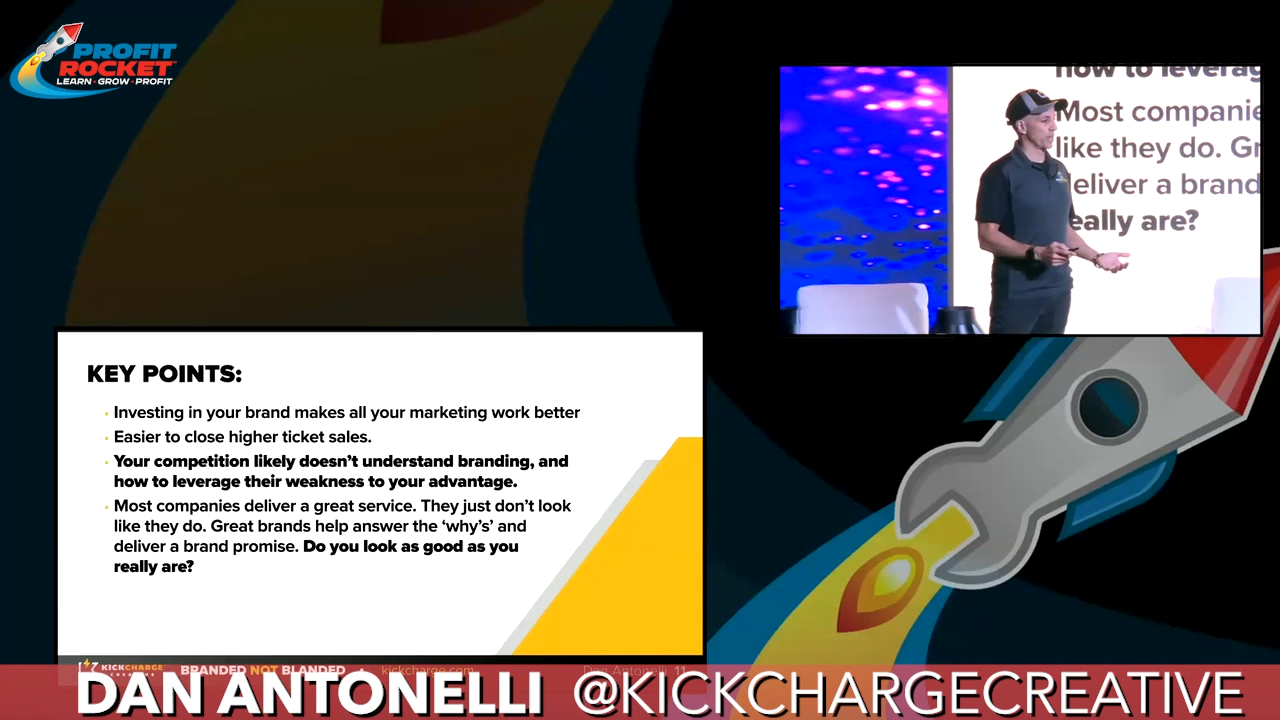 PROFIT
ROCKET
LEARN · GROW · PROFIT
how to leverag
Most companie
like they do. Gr
deliver a brand
really are?
KEY POINTS:
· Investing in your brand makes all your marketing work better
· Easier to close higher ticket sales.
· Your competition likely doesn't understand branding, and
how to leverage their weakness to your advantage.
· Most companies deliver a great service. They just don't look
like they do. Great brands help answer the ‘why's’ and
deliver a brand promise. Do you look as good as you
really are?
KICKCHARGE
CREATIVE
BRANDED NOT BLANDED • kickcharge.com Dan Antonelli 11
DAN ANTONELLI @KICKCHARGECREATIVE